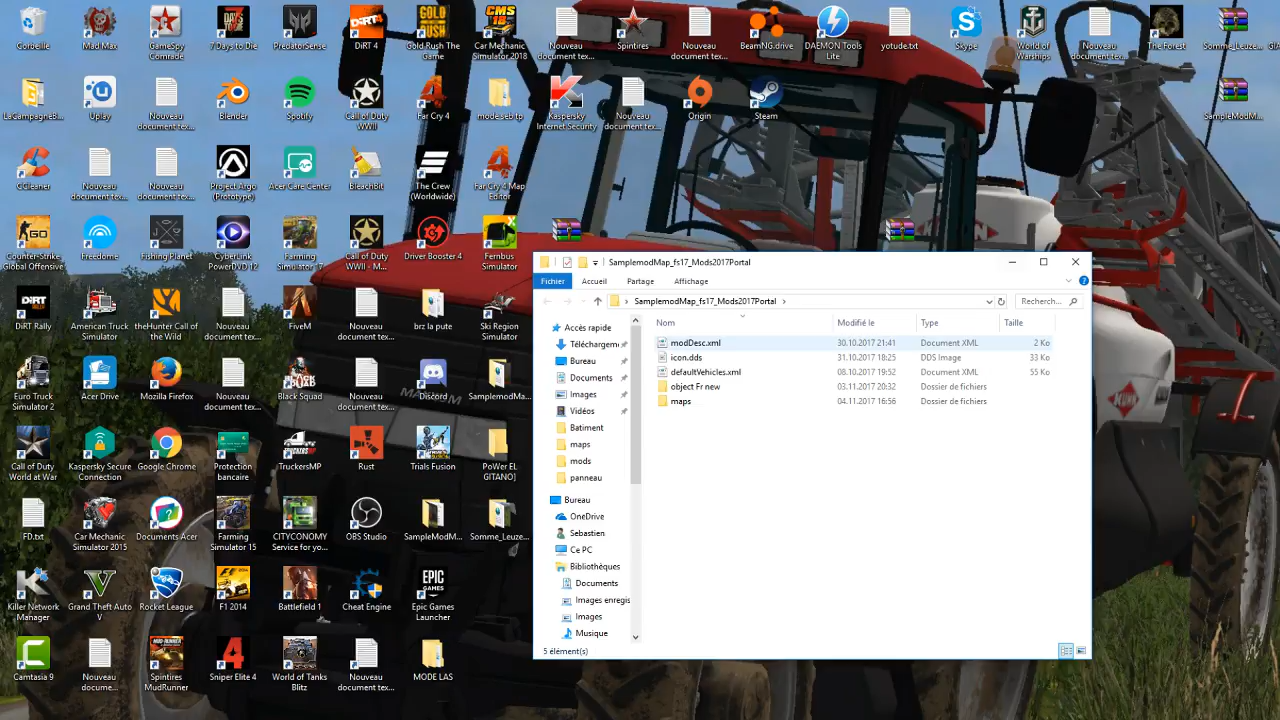 Corbeille
Mad Max
GameSpy
Comrade
7 Days to Die
PredatorSense
DiRT 4
Gold Rush The
Game
Car Mechanic
Simulator 2018
Nouveau
document tex...
Spintires
Nouveau
document tex...
BeamNG.drive
DAEMON Tools
Lite
yotude.txt
Skype
World of
Warships
Nouveau
document tex...
The Forest
Somme_Leuze...
LaCampagneS...
Uplay
Nouveau
document tex...
Blender
Spotify
Call of Duty
WWII
Far Cry 4
mode seb tp
Kaspersky
Internet Security
Nouveau
document tex...
Origin
Steam
SampleModM...
CCleaner
Nouveau
document tex...
Nouveau
document tex...
Project Argo
(Prototype)
Acer Care Center
BleachBit
The Crew
(Worldwide)
Far Cry 4 Map
Editor
Counter-Strike
Global Offensive
Freedome
Fishing Planet
CyberLink
PowerDVD 12
Farming
Simulator 17
Call of Duty
WWII - M...
Driver Booster 4
Fernbus
Simulator
DiRT Rally
American Truck
Simulator
theHunter Call of
the Wild
Nouveau
document tex...
FiveM
Nouveau
document tex...
brz la pute
Ski Region
Simulator
Euro Truck
Simulator 2
Acer Drive
Mozilla Firefox
Nouveau
document tex...
Black Squad
Nouveau
document tex...
Discord
SamplemodMa...
Call of Duty
World at War
Kaspersky Secure
Connection
Google Chrome
Protection
bancaire
TruckersMP
Rust
Trials Fusion
PoWer EL
GITANO]
FD.txt
Car Mechanic
Simulator 2015
Documents Acer
Farming
Simulator 15
CITYCONOMY
Service for yo...
OBS Studio
SampleModM...
Somme_Leuze...
Killer Network
Manager
Grand Theft Auto
V
Rocket League
F1 2014
Battlefield 1
Cheat Engine
Epic Games
Launcher
Camtasia 9
Nouveau
docume...
Spintires
MudRunner
Sniper Elite 4
World of Tanks
Blitz
Nouveau
document tex...
MODE LAS
SamplemodMap_fs17_Mods2017Portal
Fichier Accueil Partage Affichage
SamplemodMap_fs17_Mods2017Portal Recherc...
Nom Modifié le Type Taille
modDesc.xml 30.10.2017 21:41 Document XML 2 Ko
icon.dds 31.10.2017 18:25 DDS Image 33 Ko
defaultVehicles.xml 08.10.2017 19:52 Document XML 55 Ko
object Fr new 03.11.2017 20:32 Dossier de fichiers
maps 04.11.2017 16:56 Dossier de fichiers
Accès rapide
Téléchargem
Bureau
Documents
Images
Vidéos
Batiment
maps
mods
panneau
Bureau
OneDrive
Sebastien
Ce PC
Bibliothèques
Documents
Images enregis
Images
Musique
5 élément(s)